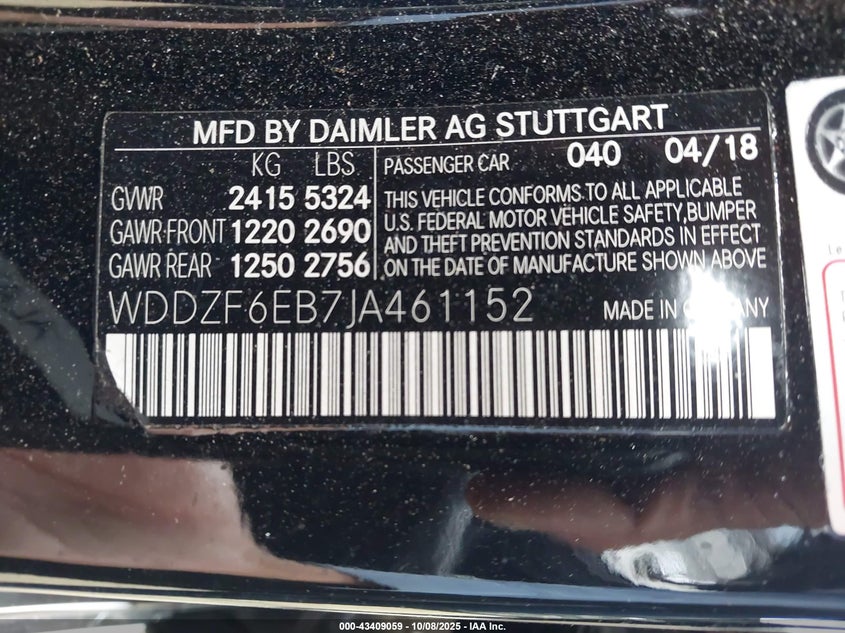 MFD BY DAIMLER AG STUTTGART
KG LBS
GVWR 2415 5324
GAWR FRONT 1220 2690
GAWR REAR 1250 2756
PASSENGER CAR 040 04/18
THIS VEHICLE CONFORMS TO ALL APPLICABLE
U.S. FEDERAL MOTOR VEHICLE SAFETY,BUMPER
AND THEFT PREVENTION STANDARDS IN EFFECT
ON THE DATE OF MANUFACTURE SHOWN ABOVE
WDDZF6EB7JA461152 MADE IN
000-43409059 - 10/08/2025 - IAA Inc.